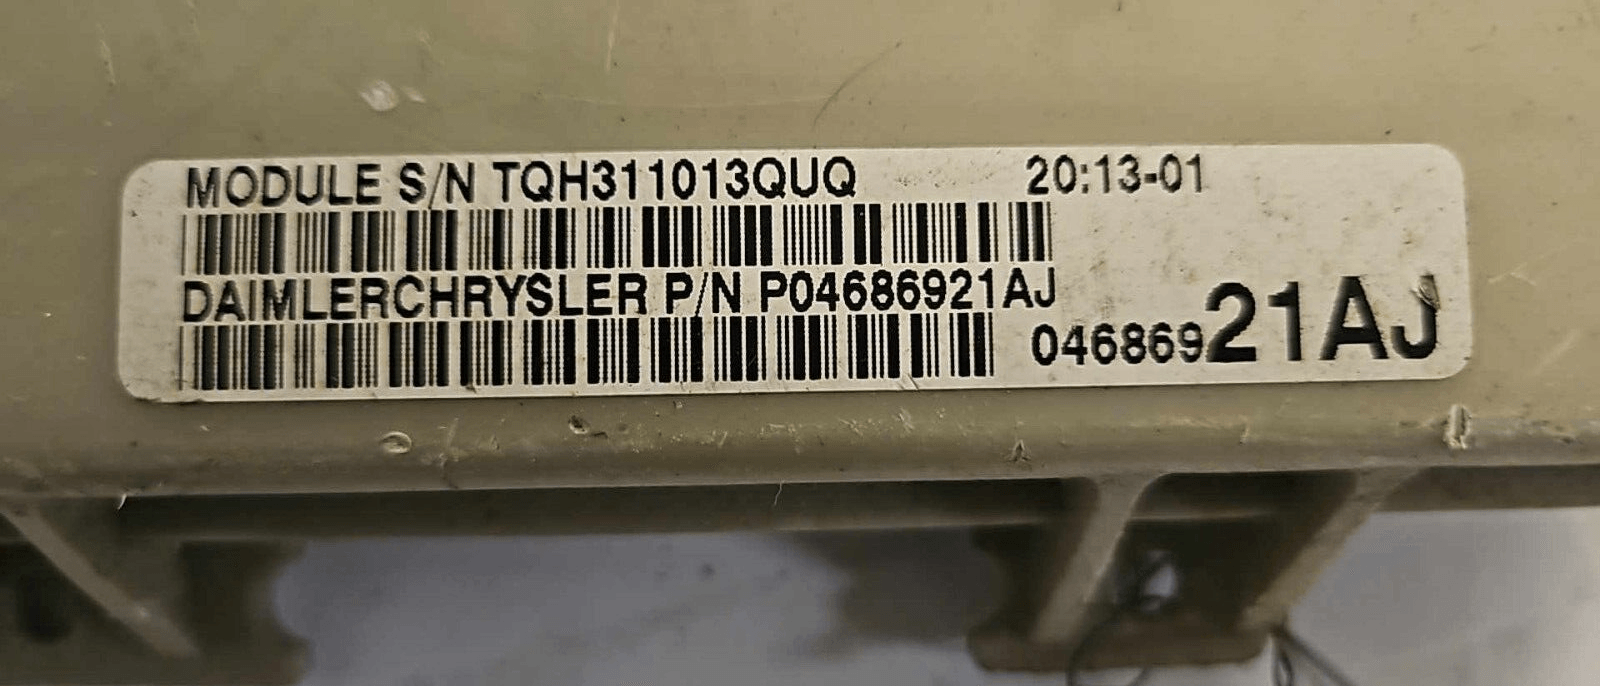 MODULE S/N TQH311013QUQ 20:13-01
DAIMLERCHRYSLER P/N P04686921AJ
04686921AJ